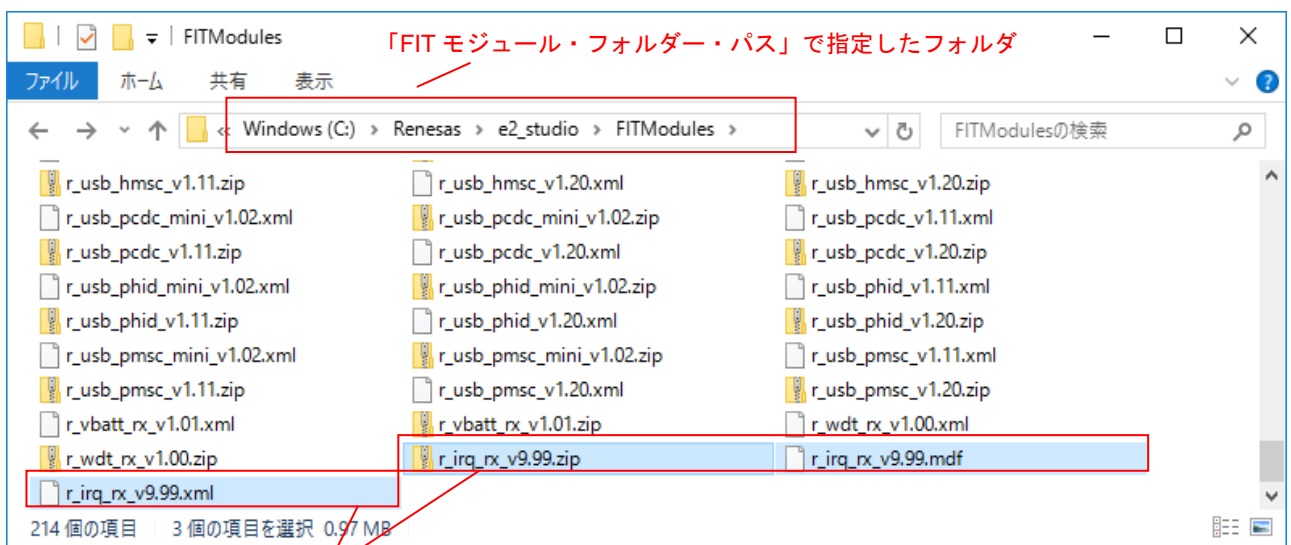 FITModules
「FIT モジュール・フォルダー・パス」で指定したフォルダ
ファイル ホーム 共有 表示
« Windows (C:) > Renesas > e2_studio > FITModules > FITModulesの検索
r_usb_hmsc_v1.11.zip r_usb_hmsc_v1.20.xml r_usb_hmsc_v1.20.zip
r_usb_pcdc_mini_v1.02.xml r_usb_pcdc_mini_v1.02.zip r_usb_pcdc_v1.11.xml
r_usb_pcdc_v1.11.zip r_usb_pcdc_v1.20.xml r_usb_pcdc_v1.20.zip
r_usb_phid_mini_v1.02.xml r_usb_phid_mini_v1.02.zip r_usb_phid_v1.11.xml
r_usb_phid_v1.11.zip r_usb_phid_v1.20.xml r_usb_phid_v1.20.zip
r_usb_pmsc_mini_v1.02.xml r_usb_pmsc_mini_v1.02.zip r_usb_pmsc_v1.11.xml
r_usb_pmsc_v1.11.zip r_usb_pmsc_v1.20.xml r_usb_pmsc_v1.20.zip
r_vbatt_rx_v1.01.xml r_vbatt_rx_v1.01.zip r_wdt_rx_v1.00.xml
r_wdt_rx_v1.00.zip r_irq_rx_v9.99.zip r_irq_rx_v9.99.mdf
r_irq_rx_v9.99.xml
214 個の項目 3 個の項目を選択 0.97 MB